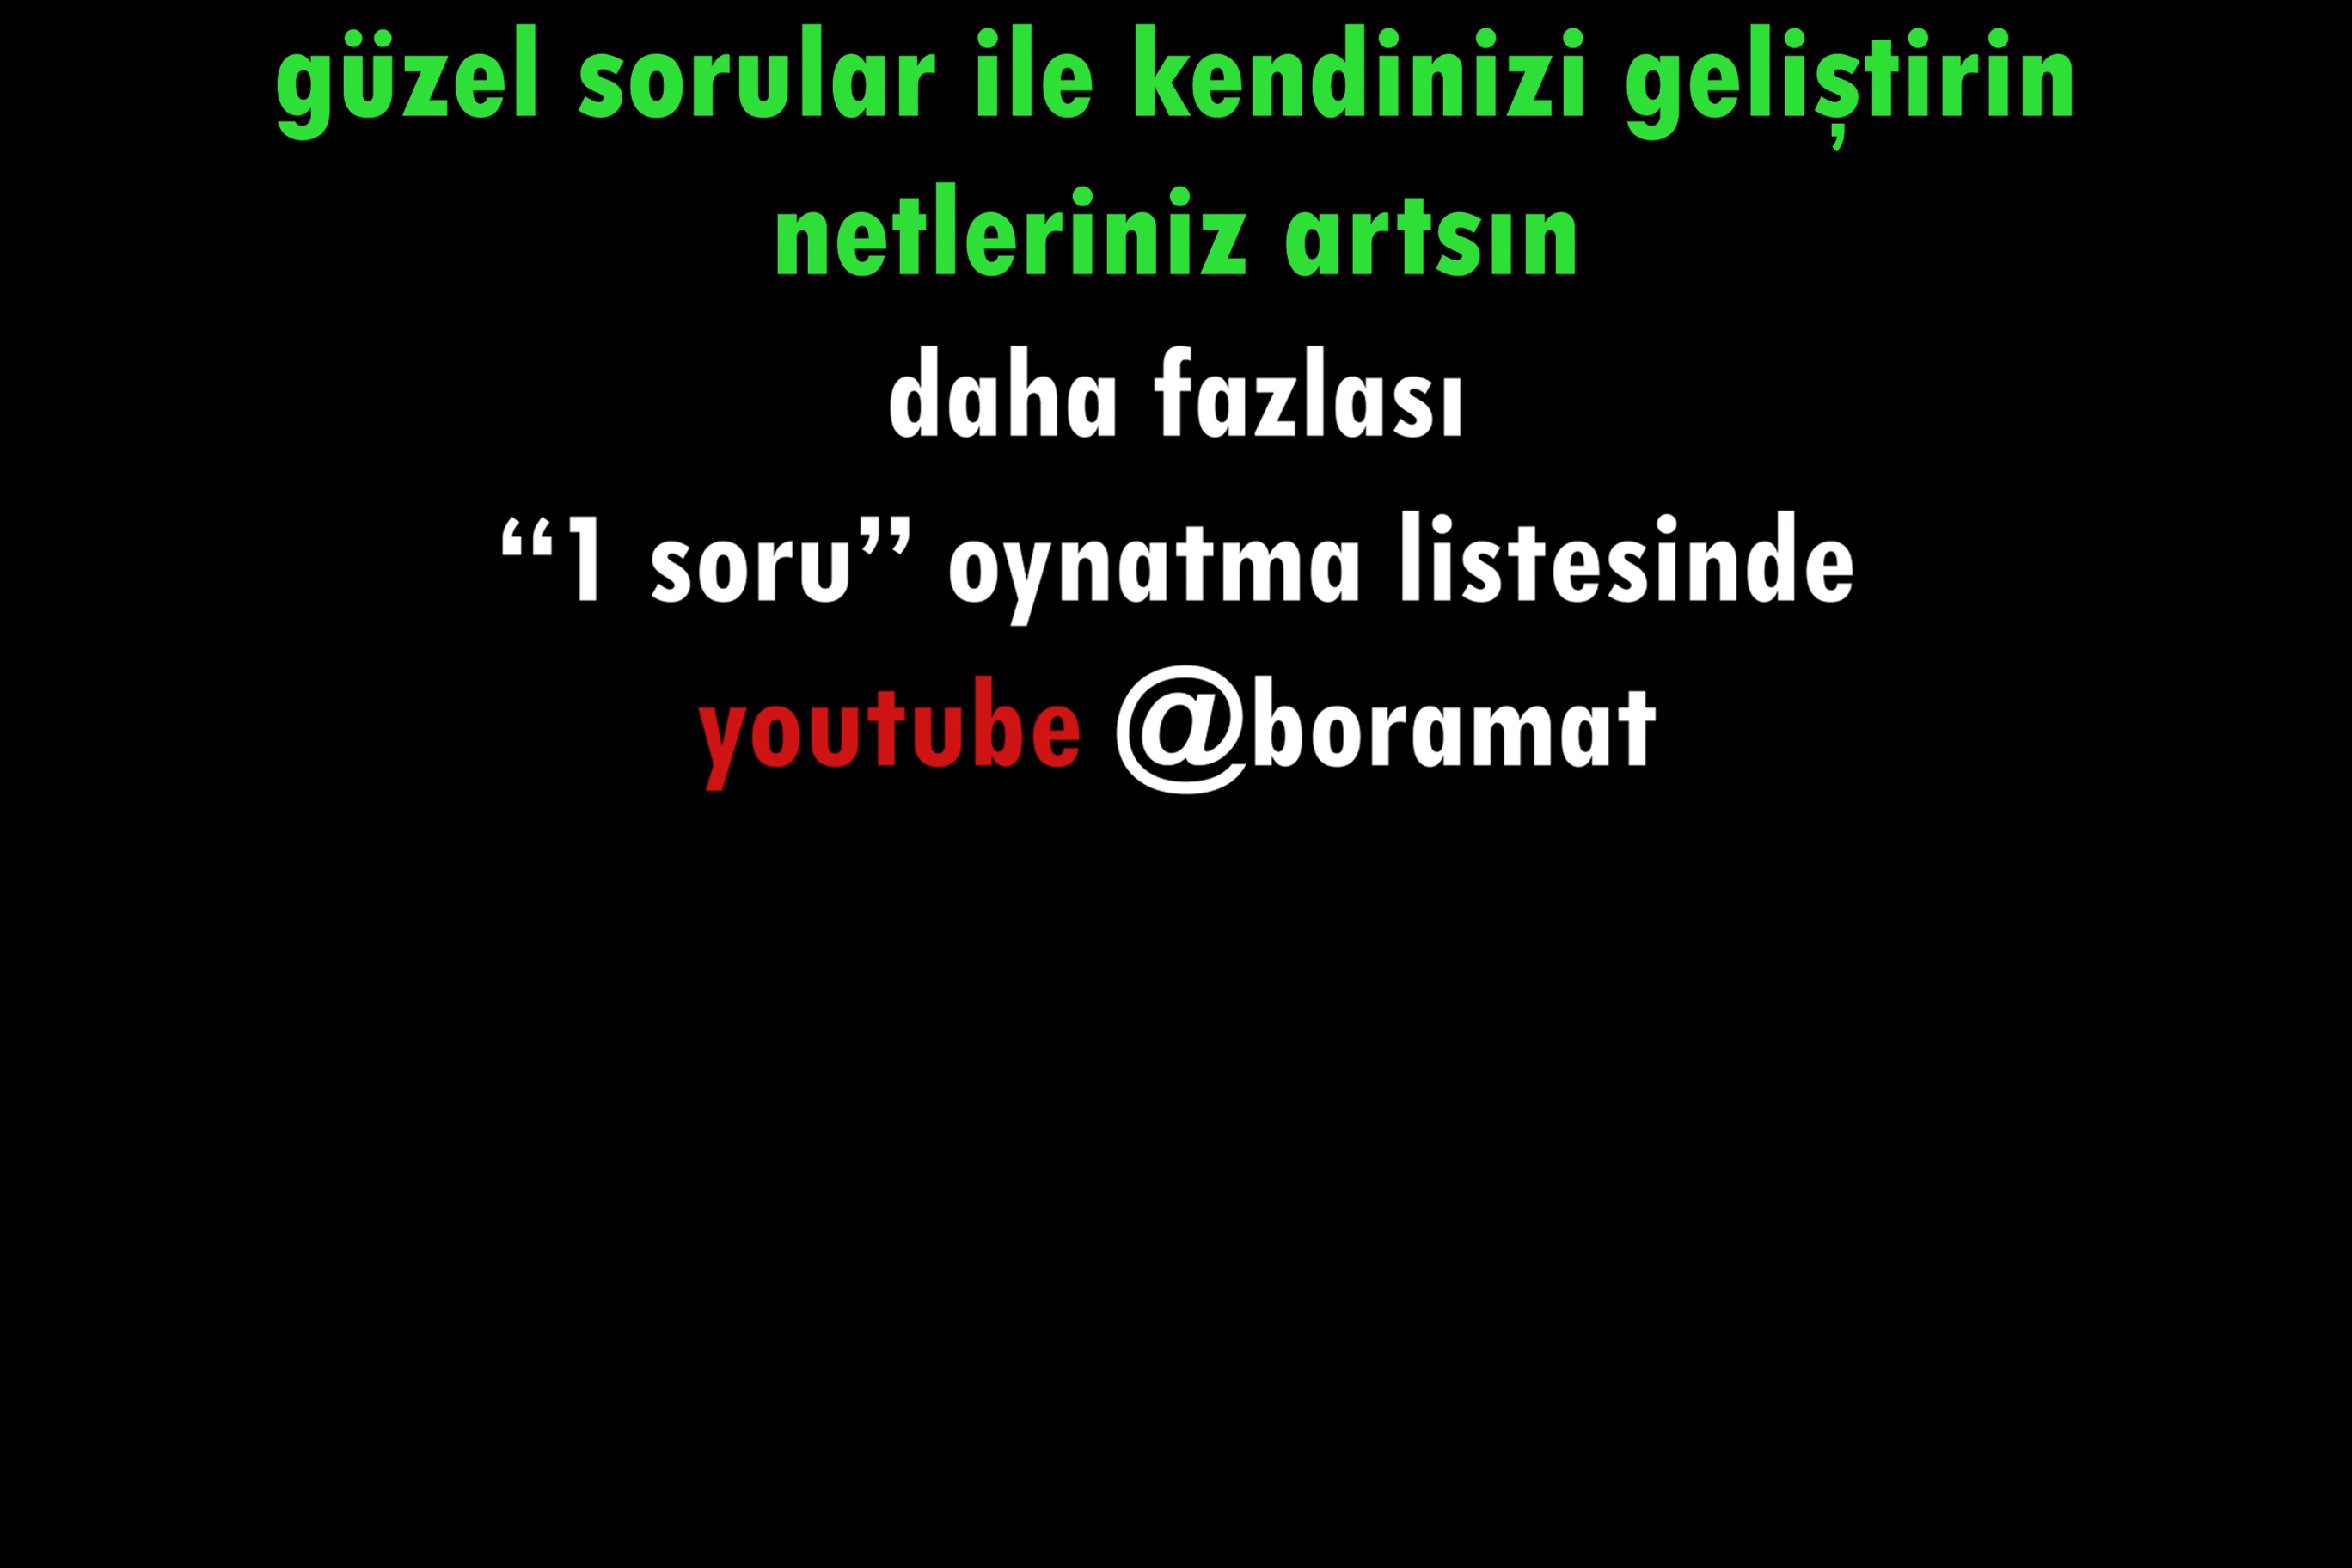 güzel sorular ile kendinizi geliştirin
netleriniz artsın
daha fazlası
“1 soru” oynatma listesinde
youtube @boramat